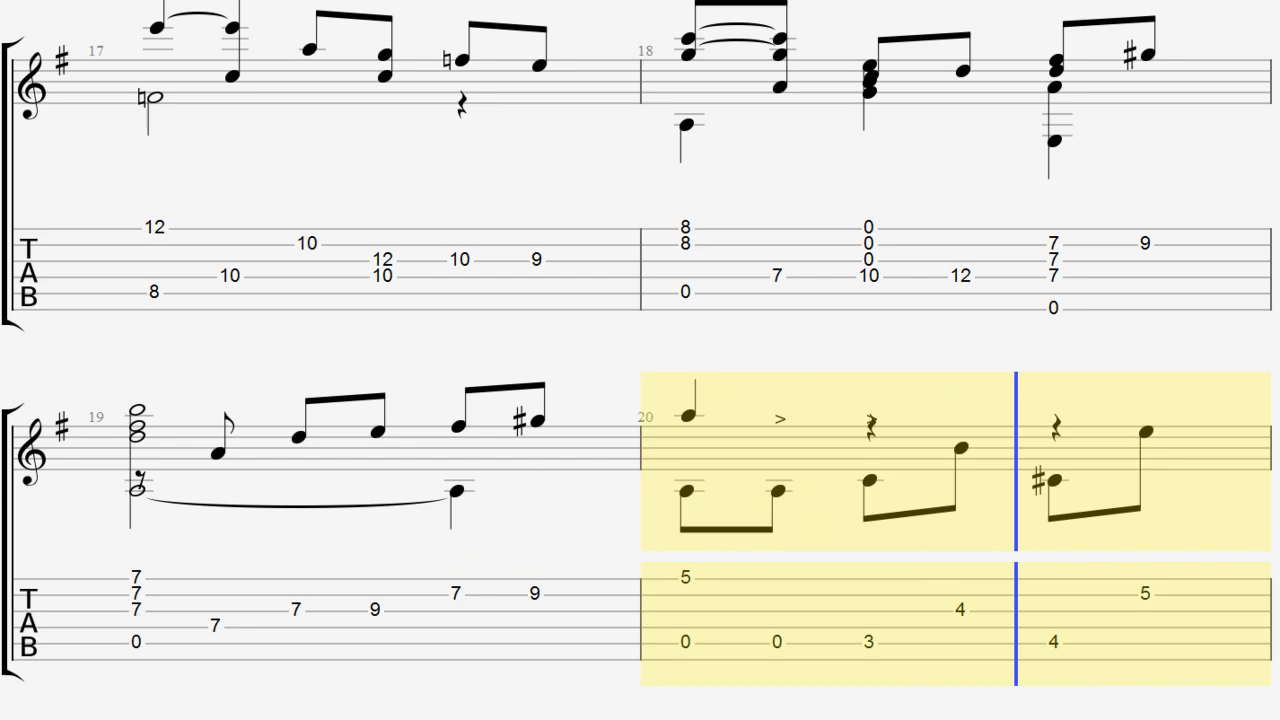 17 18
12 8 0
10 8 0 7 9
T 12 10 9 0 7
A 10 10 7 10 12 7
B 8 0
0
19 20
7 5
T 7 7 9 5
7 7 9 4
A 7
B 0 0 0 3 4